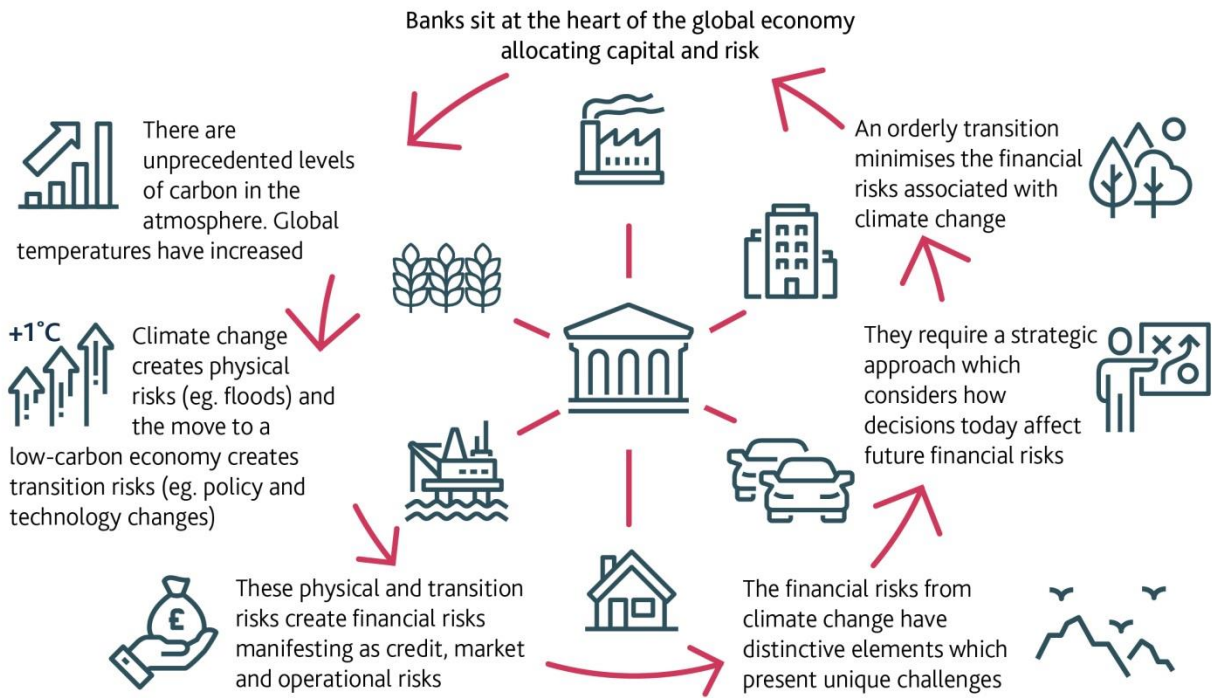 Banks sit at the heart of the global economy
allocating capital and risk
There are
unprecedented levels
of carbon in the
atmosphere. Global
temperatures have increased
+1°C
Climate change
creates physical
risks (eg. floods) and
the move to a
low-carbon economy creates
transition risks (eg. policy and
technology changes)
£
These physical and transition
risks create financial risks
manifesting as credit, market
and operational risks
The financial risks from
climate change have
distinctive elements which
present unique challenges
They require a strategic
approach which
considers how
decisions today affect
future financial risks
An orderly transition
minimises the financial
risks associated with
climate change